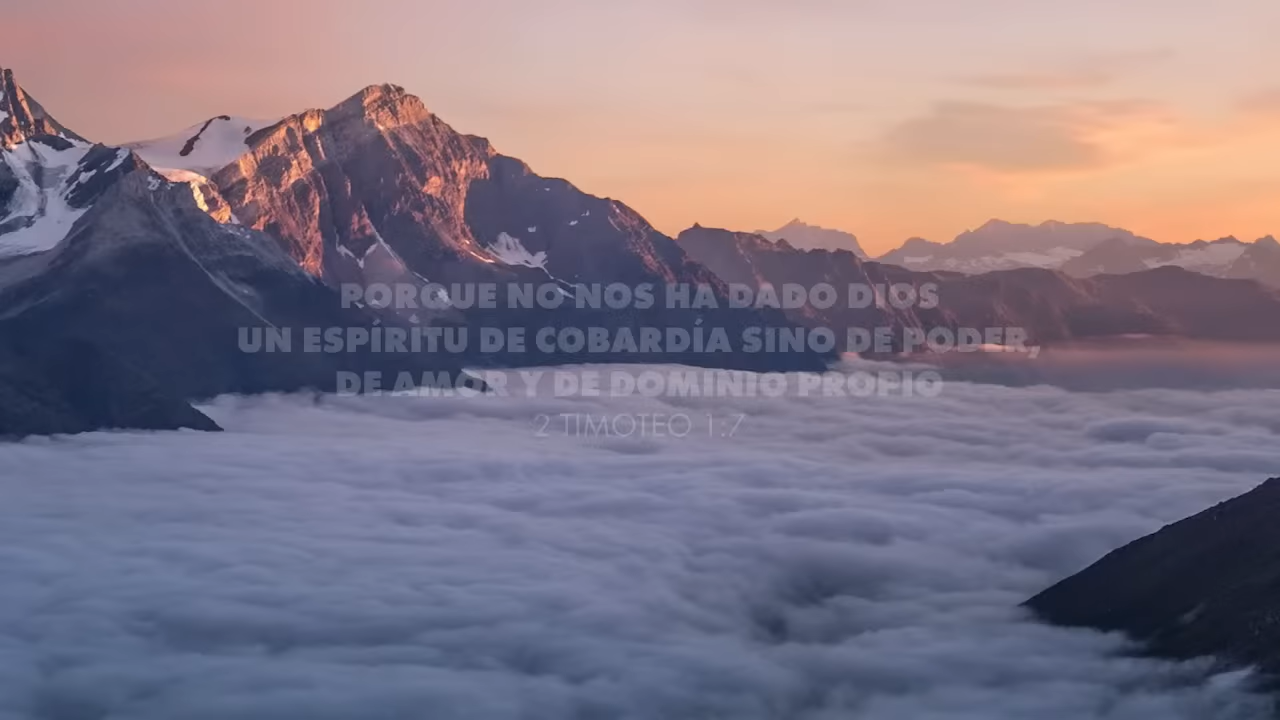 PORQUE NO NOS HA DADO DIOS
UN ESPÍRITU DE COBARDÍA SINO DE PODER,
DE AMOR Y DE DOMINIO PROPIO
2 TIMOTEO 1:7